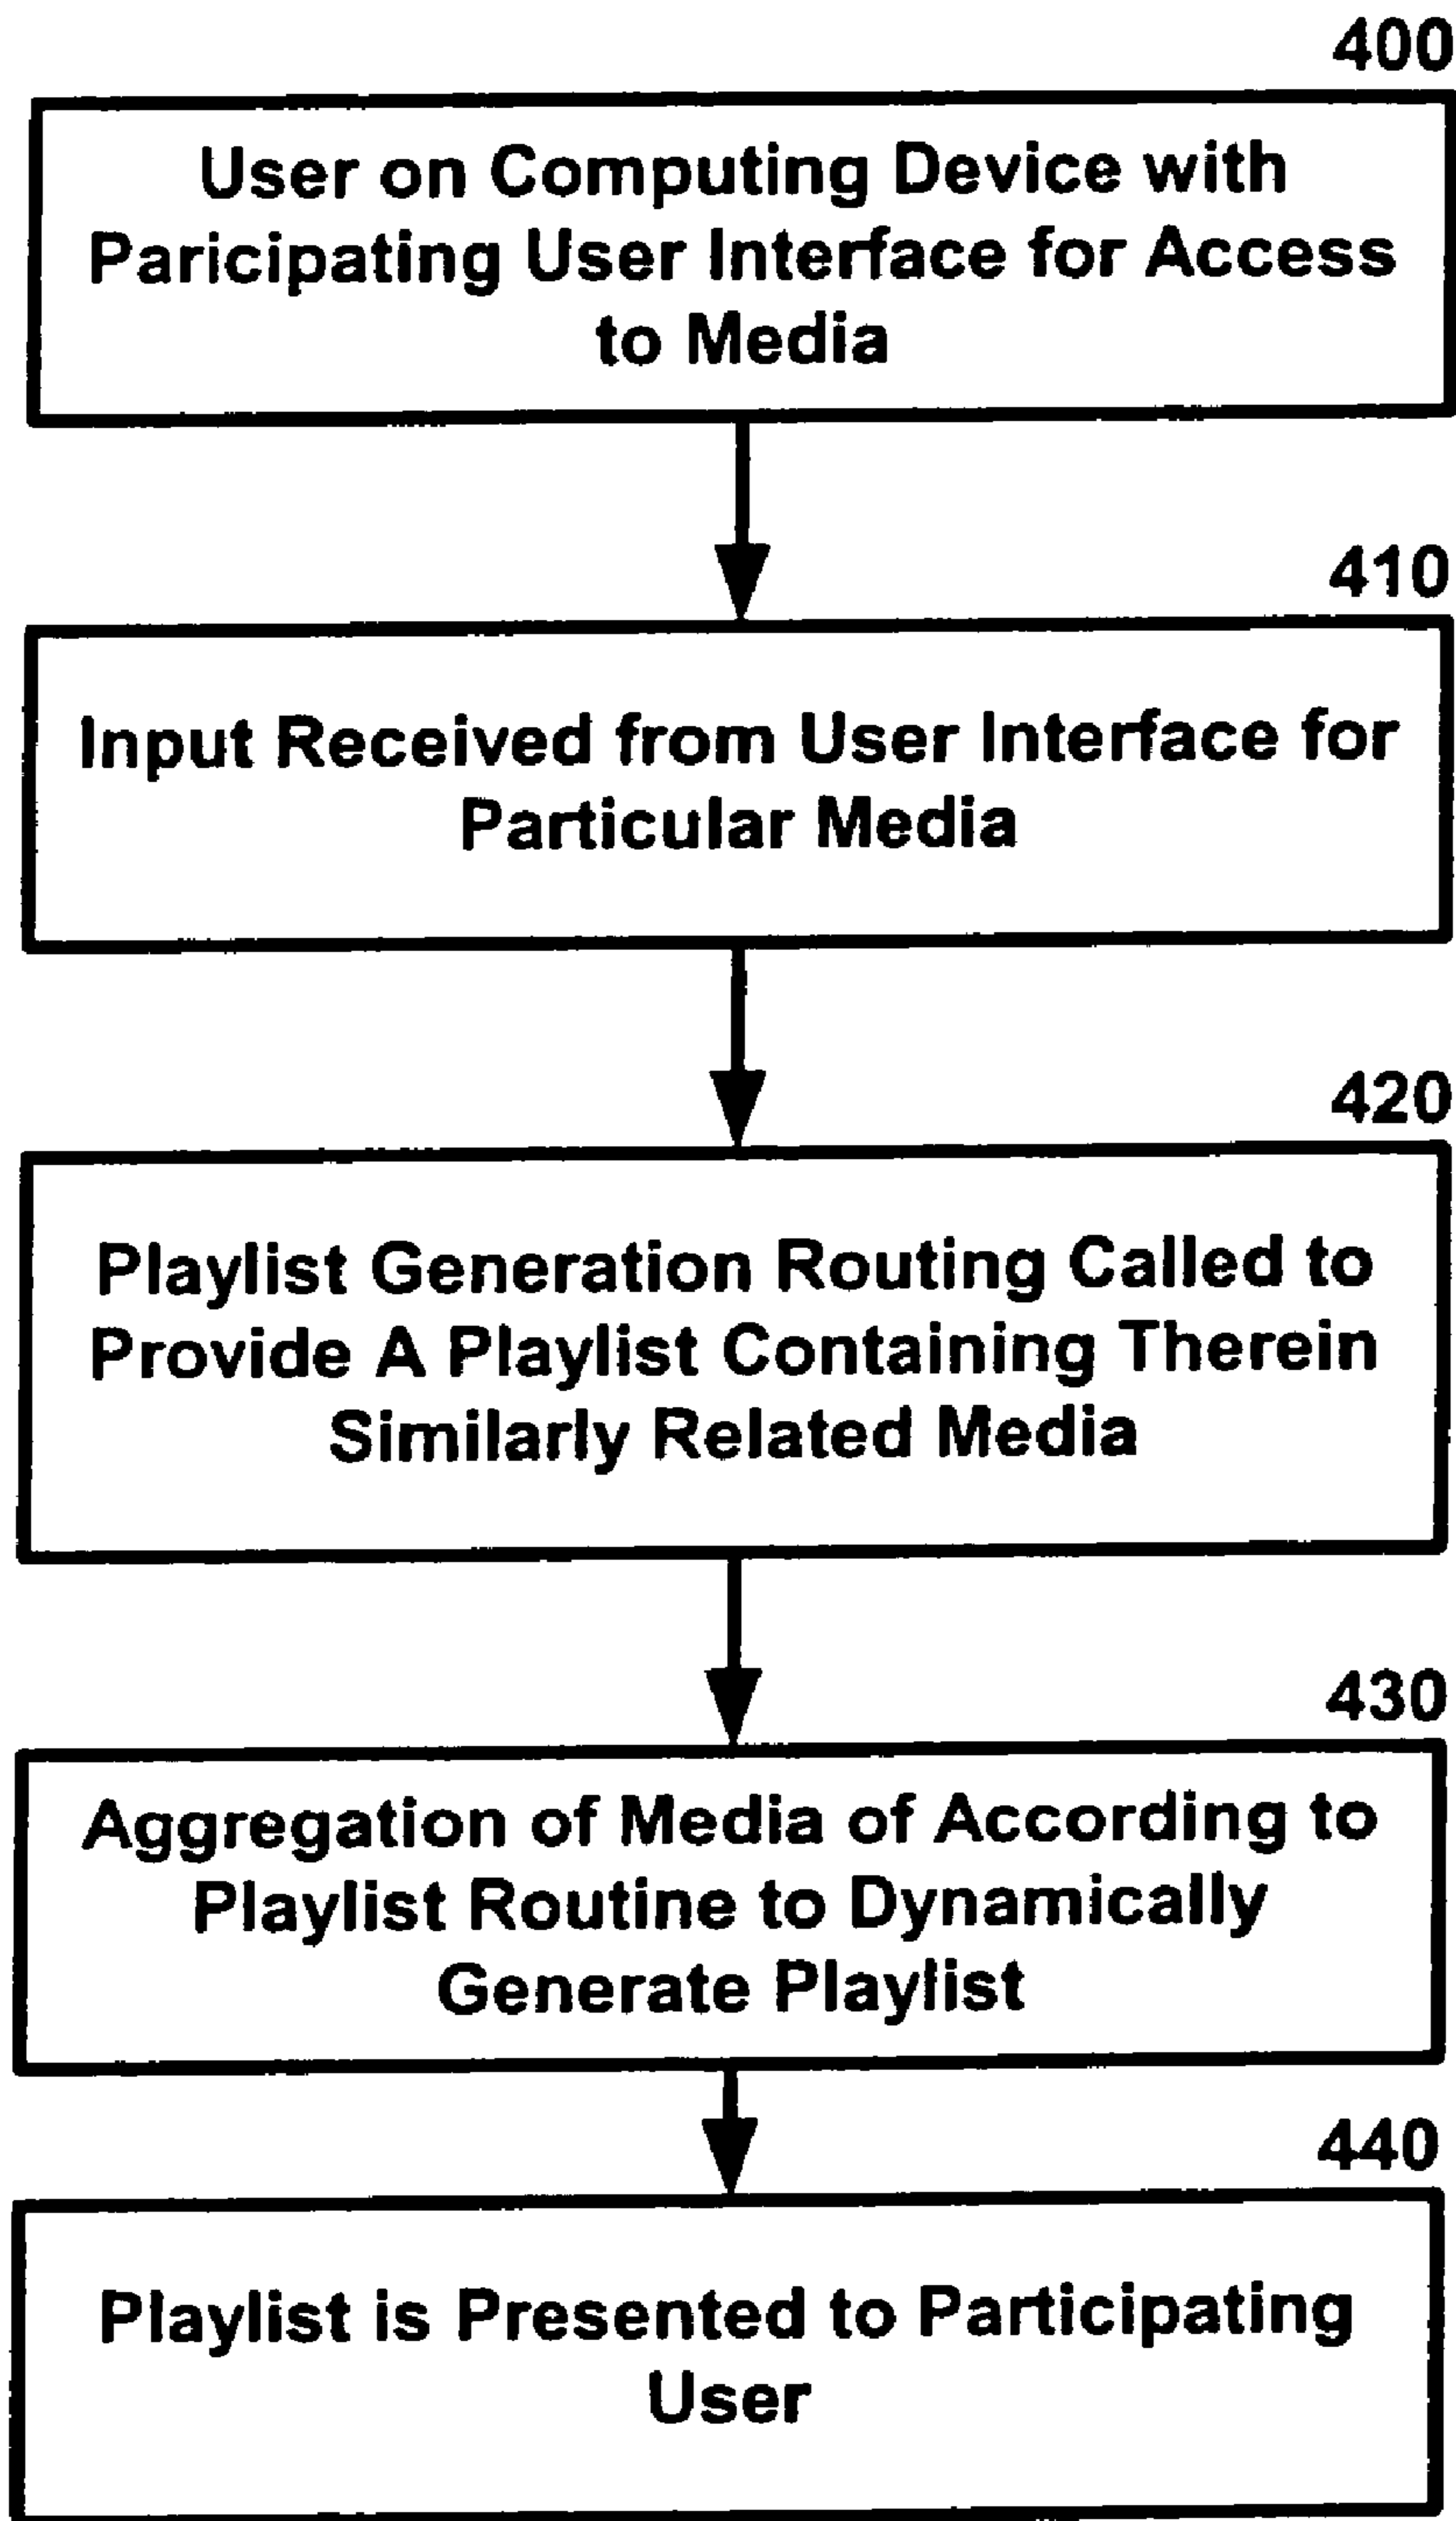 400
User on Computing Device with
Paricipating User Interface for Access
to Media
410
Input Received from User Interface for
Particular Media
420
Playlist Generation Routing Called to
Provide A Playlist Containing Therein
Similarly Related Media
430
Aggregation of Media of According to
Playlist Routine to Dynamically
Generate Playlist
440
Playlist is Presented to Participating
User